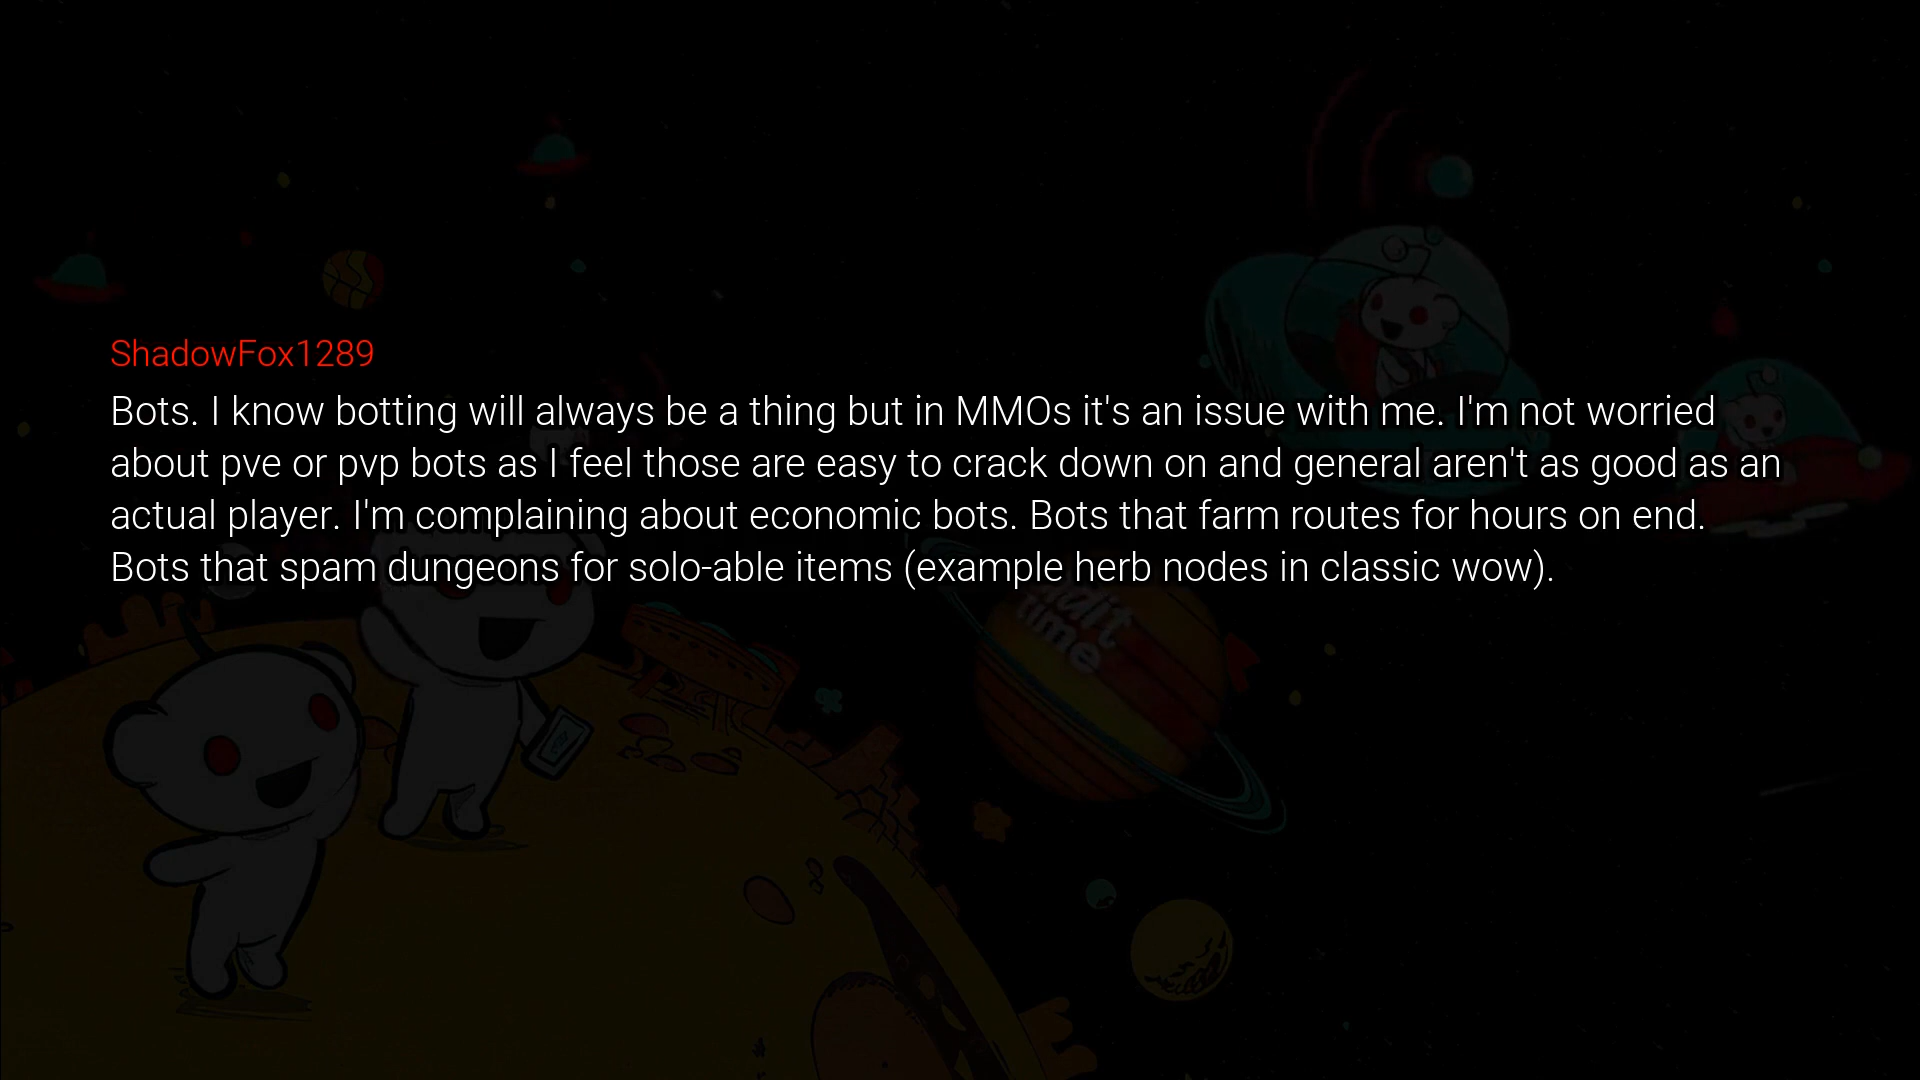 ShadowFox1289
Bots. I know botting will always be a thing but in MMOs it's an issue with me. I'm not worried
about pve or pvp bots as I feel those are easy to crack down on and general aren't as good as an
actual player. I'm complaining about economic bots. Bots that farm routes for hours on end.
Bots that spam dungeons for solo-able items (example herb nodes in classic wow).
time